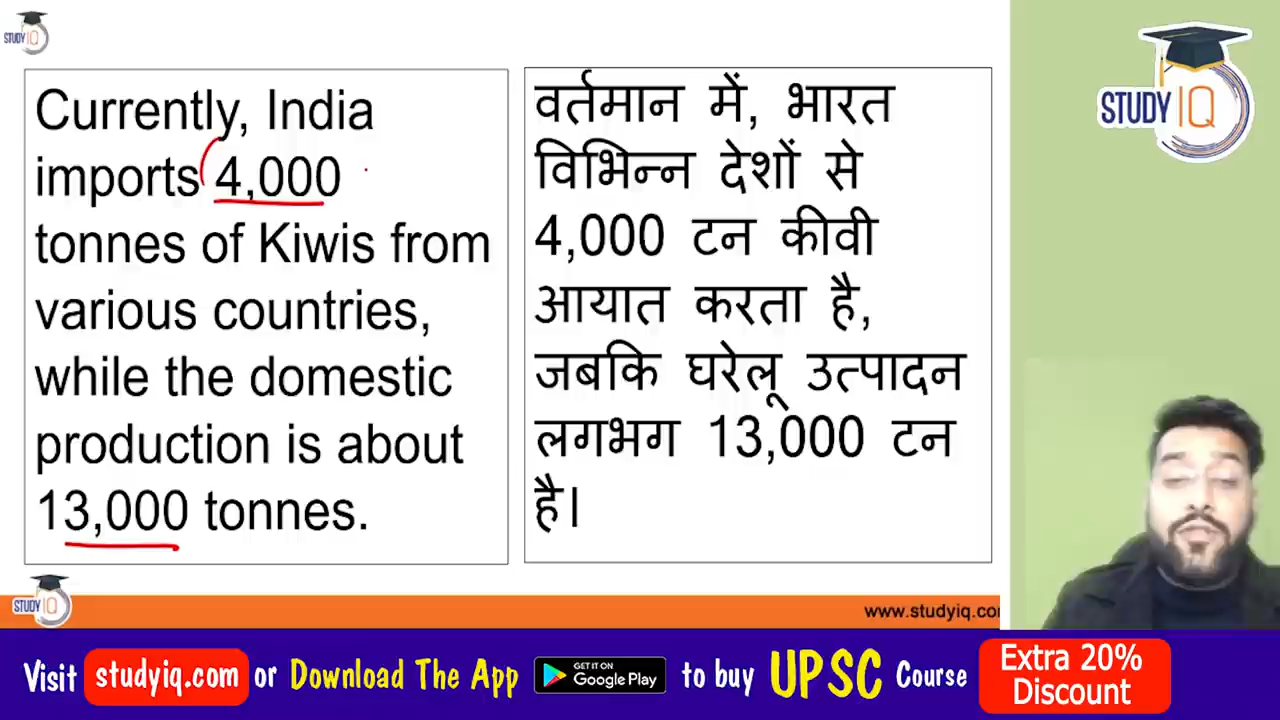 STUDY IQ
Currently, India
imports 4,000
tonnes of Kiwis from
various countries,
while the domestic
production is about
13,000 tonnes.
वर्तमान में, भारत
विभिन्न देशों से
4,000 टन कीवी
आयात करता है,
जबकि घरेलू उत्पादन
लगभग 13,000 टन
है।
STUDY IQ
STUDY IQ
www.studyiq.co
Visit studyiq.com or Download The App GET IT ON Google Play to buy UPSC Course
Extra 20%
Discount